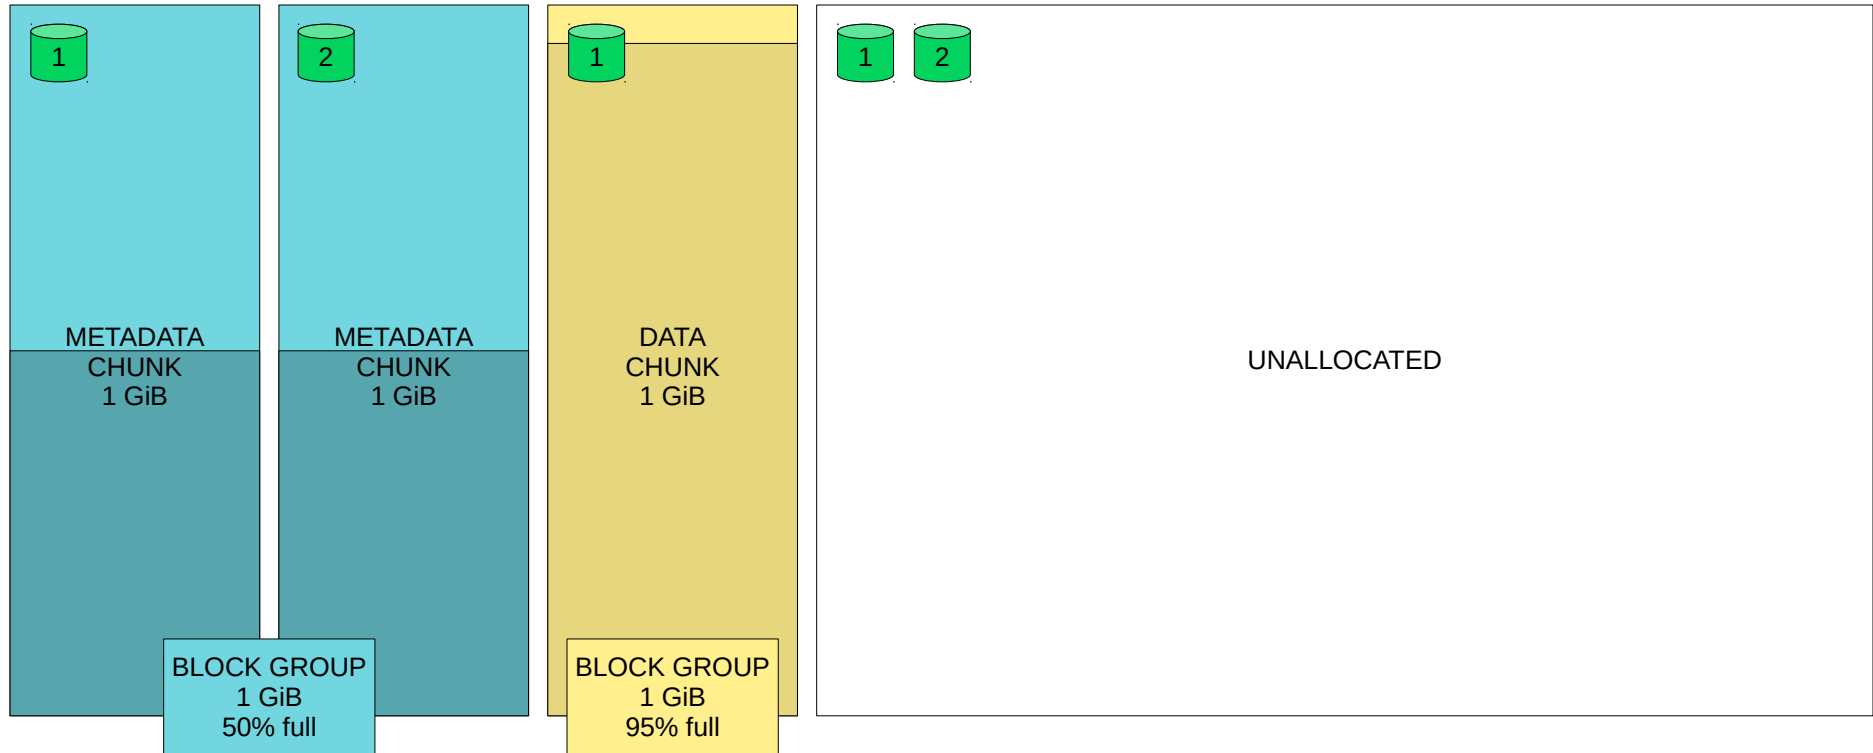 1
METADATA
CHUNK
1 GiB
2
METADATA
CHUNK
1 GiB
BLOCK GROUP
1 GiB
50% full
1
DATA
CHUNK
1 GiB
BLOCK GROUP
1 GiB
95% full
1
2
UNALLOCATED